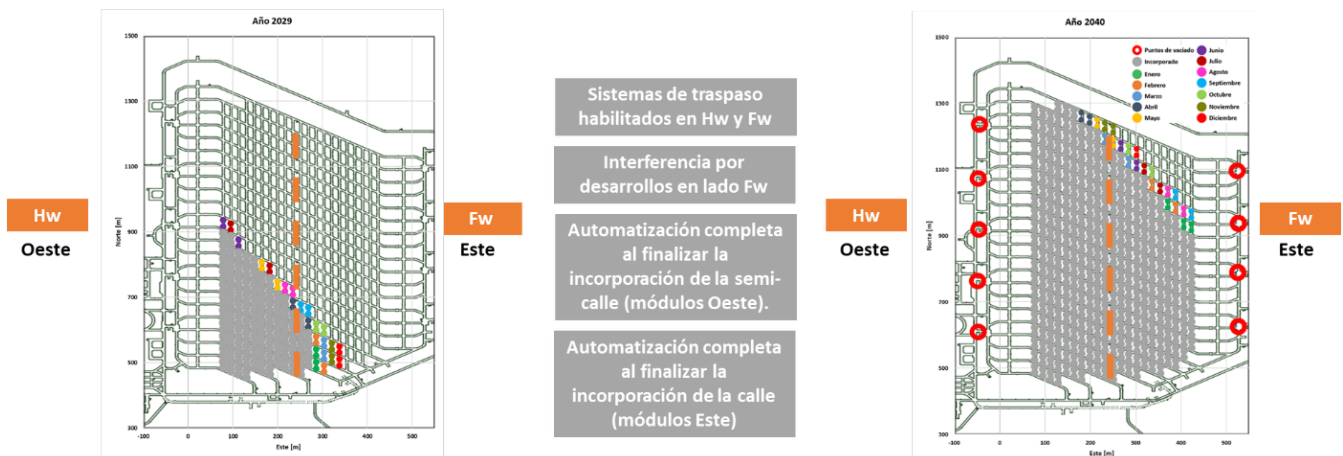 Año 2029
1500
1300
1100
900
700
500
300
Norte [m]
-100
0
100
200
300
400
500
Este [m]
Hw
Oeste
Fw
Este
Sistemas de traspaso
habilitados en Hw y Fw
Interferencia por
desarrollos en lado Fw
Automatización completa
al finalizar la
incorporación de la semi-
calle (módulos Oeste).
Automatización completa
al finalizar la
incorporación de la calle
(módulos Este)
Año 2040
1500
1300
1100
900
700
500
300
Norte [m]
-100
0
100
200
300
400
500
Este [m]
Puntos de vaciado
Incorporado
Enero
Febrero
Marzo
Abril
Mayo
Junio
Julio
Agosto
Septiembre
Octubre
Noviembre
Diciembre
Hw
Oeste
Fw
Este